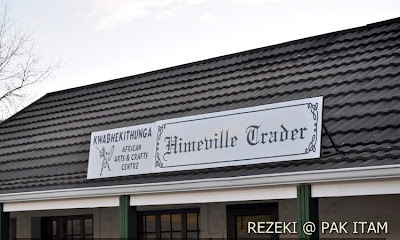 KWABHEKITHUNGA
AFRICAN
ARTS & CRAFTS
CENTRE
Himeville Trader
REZEKI @ PAK ITAM